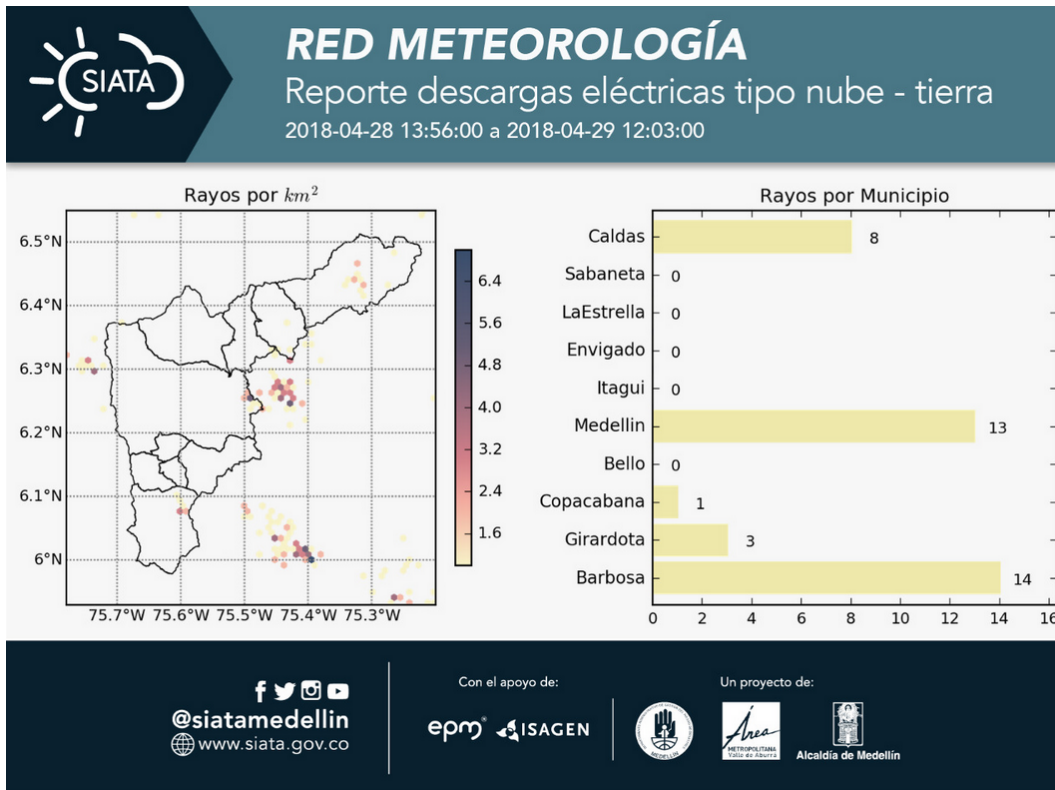 SIATA
RED METEOROLOGÍA
Reporte descargas eléctricas tipo nube - tierra
2018-04-28 13:56:00 a 2018-04-29 12:03:00
Rayos por km²
6.5°N
6.4°N
6.3°N
6.2°N
6.1°N
6°N
75.7°W 75.6°W 75.5°W 75.4°W 75.3°W
6.4
5.6
4.8
4.0
3.2
2.4
1.6
Rayos por Municipio
Caldas 8
Sabaneta 0
LaEstrella 0
Envigado 0
Itagui 0
Medellin 13
Bello 0
Copacabana 1
Girardota 3
Barbosa 14
0 2 4 6 8 10 12 14 16
@siatamedellin
www.siata.gov.co
Con el apoyo de:
epm ISAGEN
Un proyecto de:
MEDELLIN
Área
METROPOLITANA
Valle de Aburrá
Alcaldía de Medellín